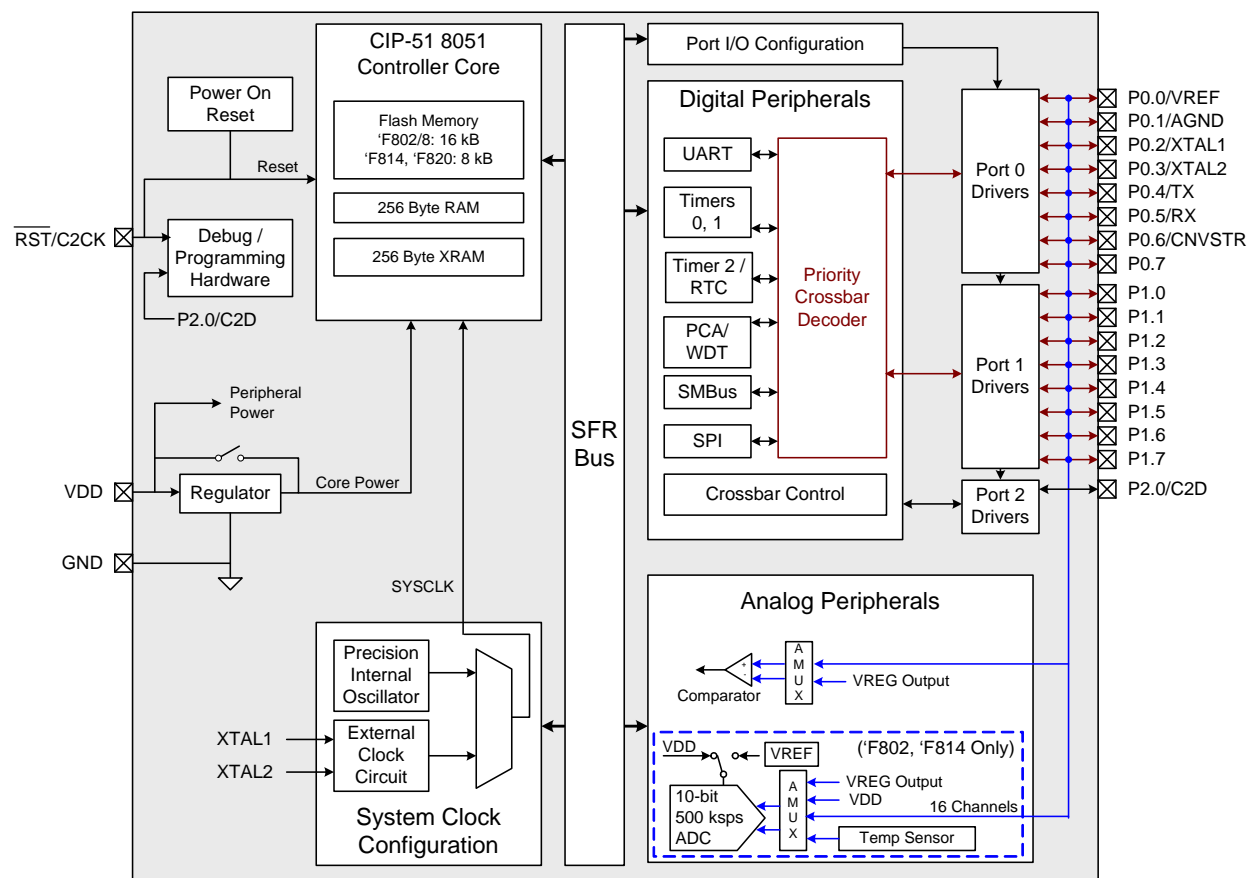 CIP-51 8051
Controller Core
Flash Memory
‘F802/8: 16 kB
‘F814, ‘F820: 8 kB
256 Byte RAM
256 Byte XRAM
Power On
Reset
Reset
RST/C2CK
Debug /
Programming
Hardware
P2.0/C2D
Peripheral
Power
VDD
Regulator
Core Power
GND
SYSCLK
Precision
Internal
Oscillator
XTAL1
XTAL2
External
Clock
Circuit
System Clock
Configuration
SFR
Bus
Port I/O Configuration
Digital Peripherals
UART
Timers
0, 1
Timer 2 /
RTC
PCA/
WDT
SMBus
SPI
Priority
Crossbar
Decoder
Crossbar Control
Port 0
Drivers
Port 1
Drivers
Port 2
Drivers
P0.0/VREF
P0.1/AGND
P0.2/XTAL1
P0.3/XTAL2
P0.4/TX
P0.5/RX
P0.6/CNVSTR
P0.7
P1.0
P1.1
P1.2
P1.3
P1.4
P1.5
P1.6
P1.7
P2.0/C2D
Analog Peripherals
+
-
Comparator
A
M
U
X
VREG Output
(‘F802, ‘F814 Only)
VDD
VREF
10-bit
500 ksps
ADC
A
M
U
X
VREG Output
VDD
16 Channels
Temp Sensor